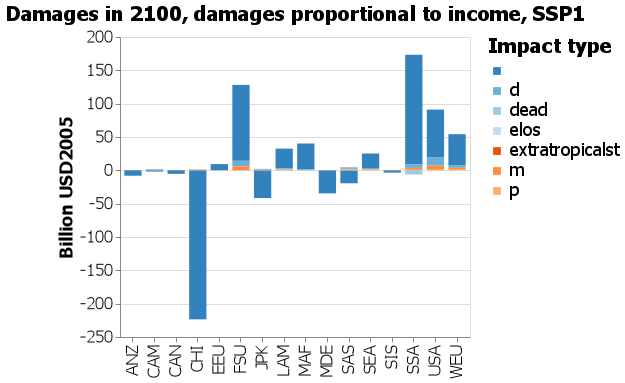 Damages in 2100, damages proportional to income, SSP1
Impact type
d
dead
elos
extratropicalst
m
p
Billion USD2005
200
150
100
50
0
-50
-100
-150
-200
-250
ANZ
CAM
CAN
CHI
EEU
FSU
JPK
LAM
MAF
MDE
SAS
SEA
SIS
SSA
USA
WEU